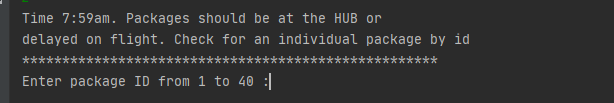 Time 7:59am. Packages should be at the HUB or
delayed on flight. Check for an individual package by id
****************************************************
Enter package ID from 1 to 40 :